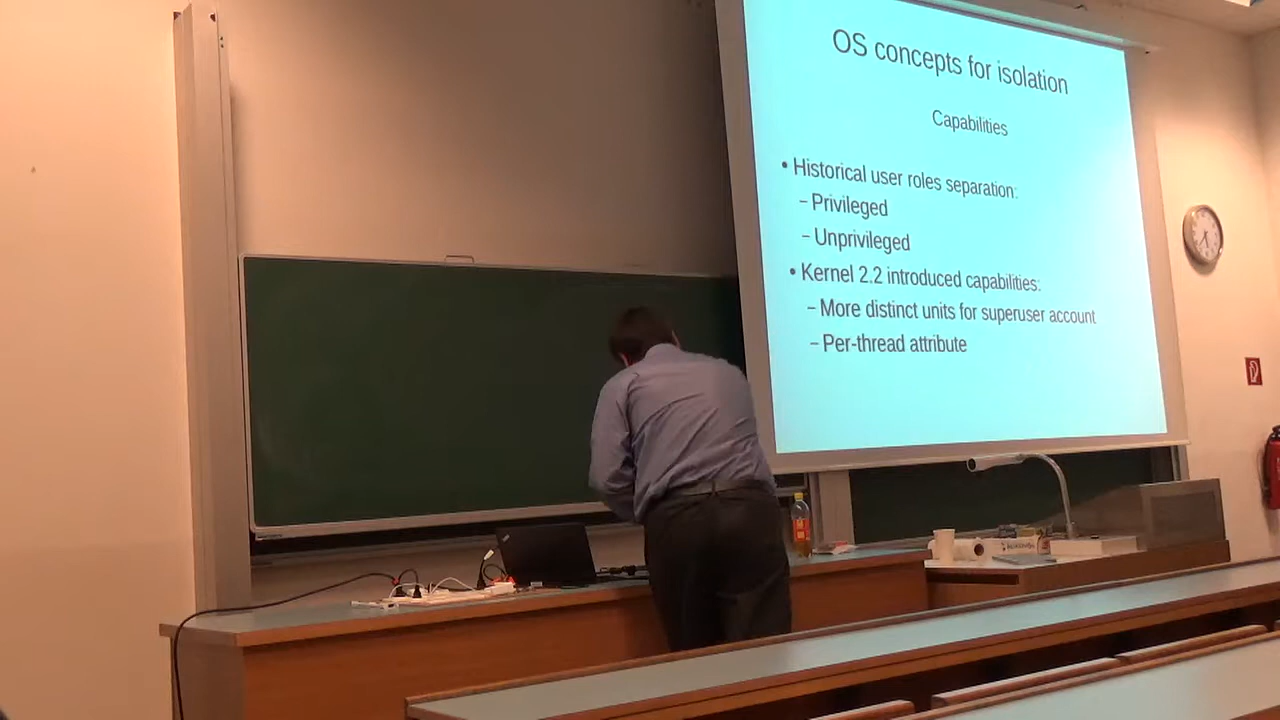 OS concepts for isolation
Capabilities
• Historical user roles separation:
– Privileged
– Unprivileged
• Kernel 2.2 introduced capabilities:
– More distinct units for superuser account
– Per-thread attribute